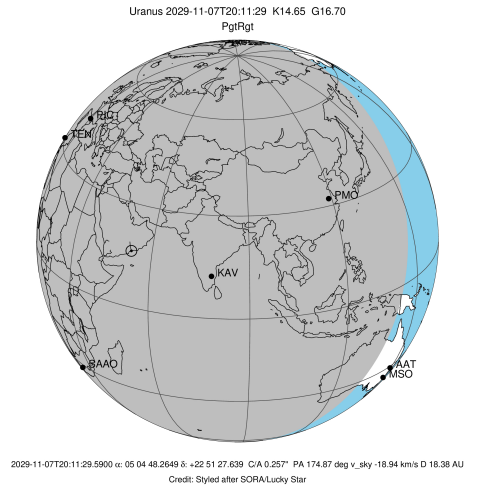 Uranus 2029-11-07T20:11:29 K14.65 G16.70
PgtRgt
PIC
TEN
PMO
KAV
SAAO
AAT
MSO
2029-11-07T20:11:29.5900 α: 05 04 48.2649 δ: +22 51 27.639 C/A 0.257" PA 174.87 deg v_sky -18.94 km/s D 18.38 AU
Credit: Styled after SORA/Lucky Star